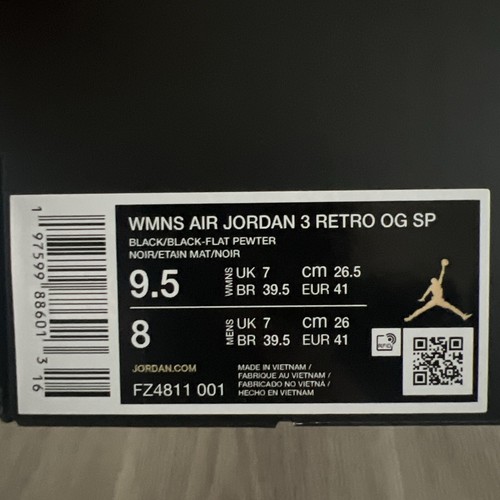 WMNS AIR JORDAN 3 RETRO OG SP
BLACK/BLACK-FLAT PEWTER
NOIR/ETAIN MAT/NOIR
9.5 WMNS UK 7 cm 26.5
BR 39.5 EUR 41
8 MENS UK 7 cm 26
BR 39.5 EUR 41
JORDAN.COM
FZ4811 001
MADE IN VIETNAM /
FABRIQUE AU VIETNAM /
FABRICADO NO VIETNÃ /
HECHO EN VIETNAM
RFID
1 97599 88601 3 16